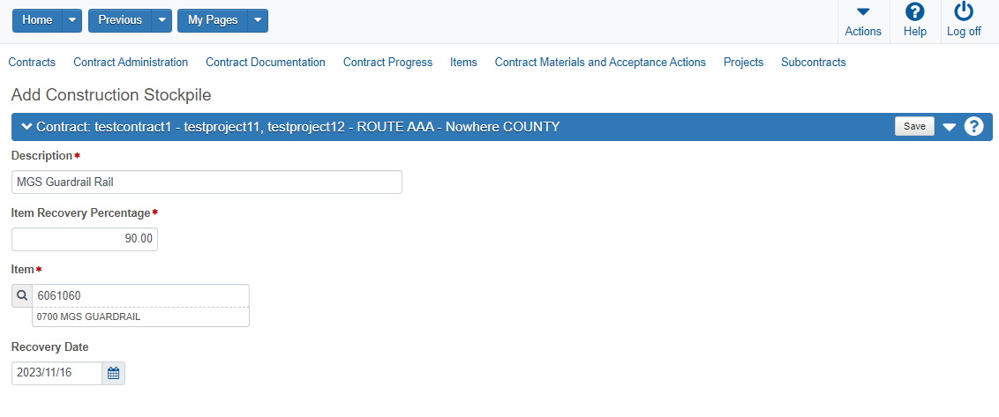 Home Previous My Pages Actions Help Log off
Contracts Contract Administration Contract Documentation Contract Progress Items Contract Materials and Acceptance Actions Projects Subcontracts
Add Construction Stockpile
Contract: testcontract1 - testproject11, testproject12 - ROUTE AAA - Nowhere COUNTY Save ?
Description*
MGS Guardrail Rail
Item Recovery Percentage*
90.00
Item*
6061060
0700 MGS GUARDRAIL
Recovery Date
2023/11/16